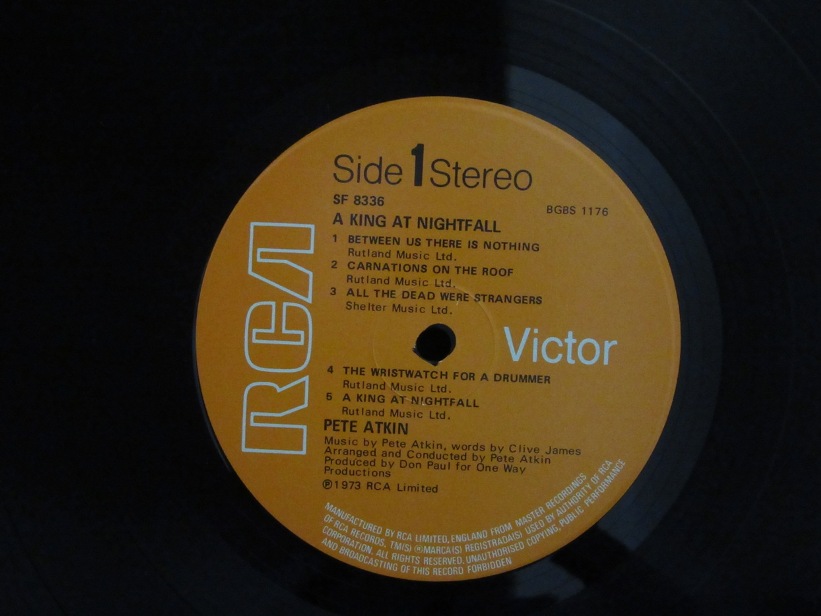 Side 1 Stereo
SF 8336
BGBS 1176
A KING AT NIGHTFALL
1 BETWEEN US THERE IS NOTHING
Rutland Music Ltd.
2 CARNATIONS ON THE ROOF
Rutland Music Ltd.
3 ALL THE DEAD WERE STRANGERS
Shelter Music Ltd.
RCA
Victor
4 THE WRISTWATCH FOR A DRUMMER
Rutland Music Ltd.
5 A KING AT NIGHTFALL
Rutland Music Ltd.
PETE ATKIN
Music by Pete Atkin, words by Clive James
Arranged and Conducted by Pete Atkin
Produced by Don Paul for One Way
Productions
℗1973 RCA Limited
MANUFACTURED BY RCA LIMITED, ENGLAND FROM MASTER RECORDINGS
OF RCA RECORDS, TM(S) ® MARCA(S) REGISTRADA(S) USED BY AUTHORITY OF RCA
CORPORATION, ALL RIGHTS RESERVED. UNAUTHORISED COPYING, PUBLIC PERFORMANCE
AND BROADCASTING OF THIS RECORD FORBIDDEN